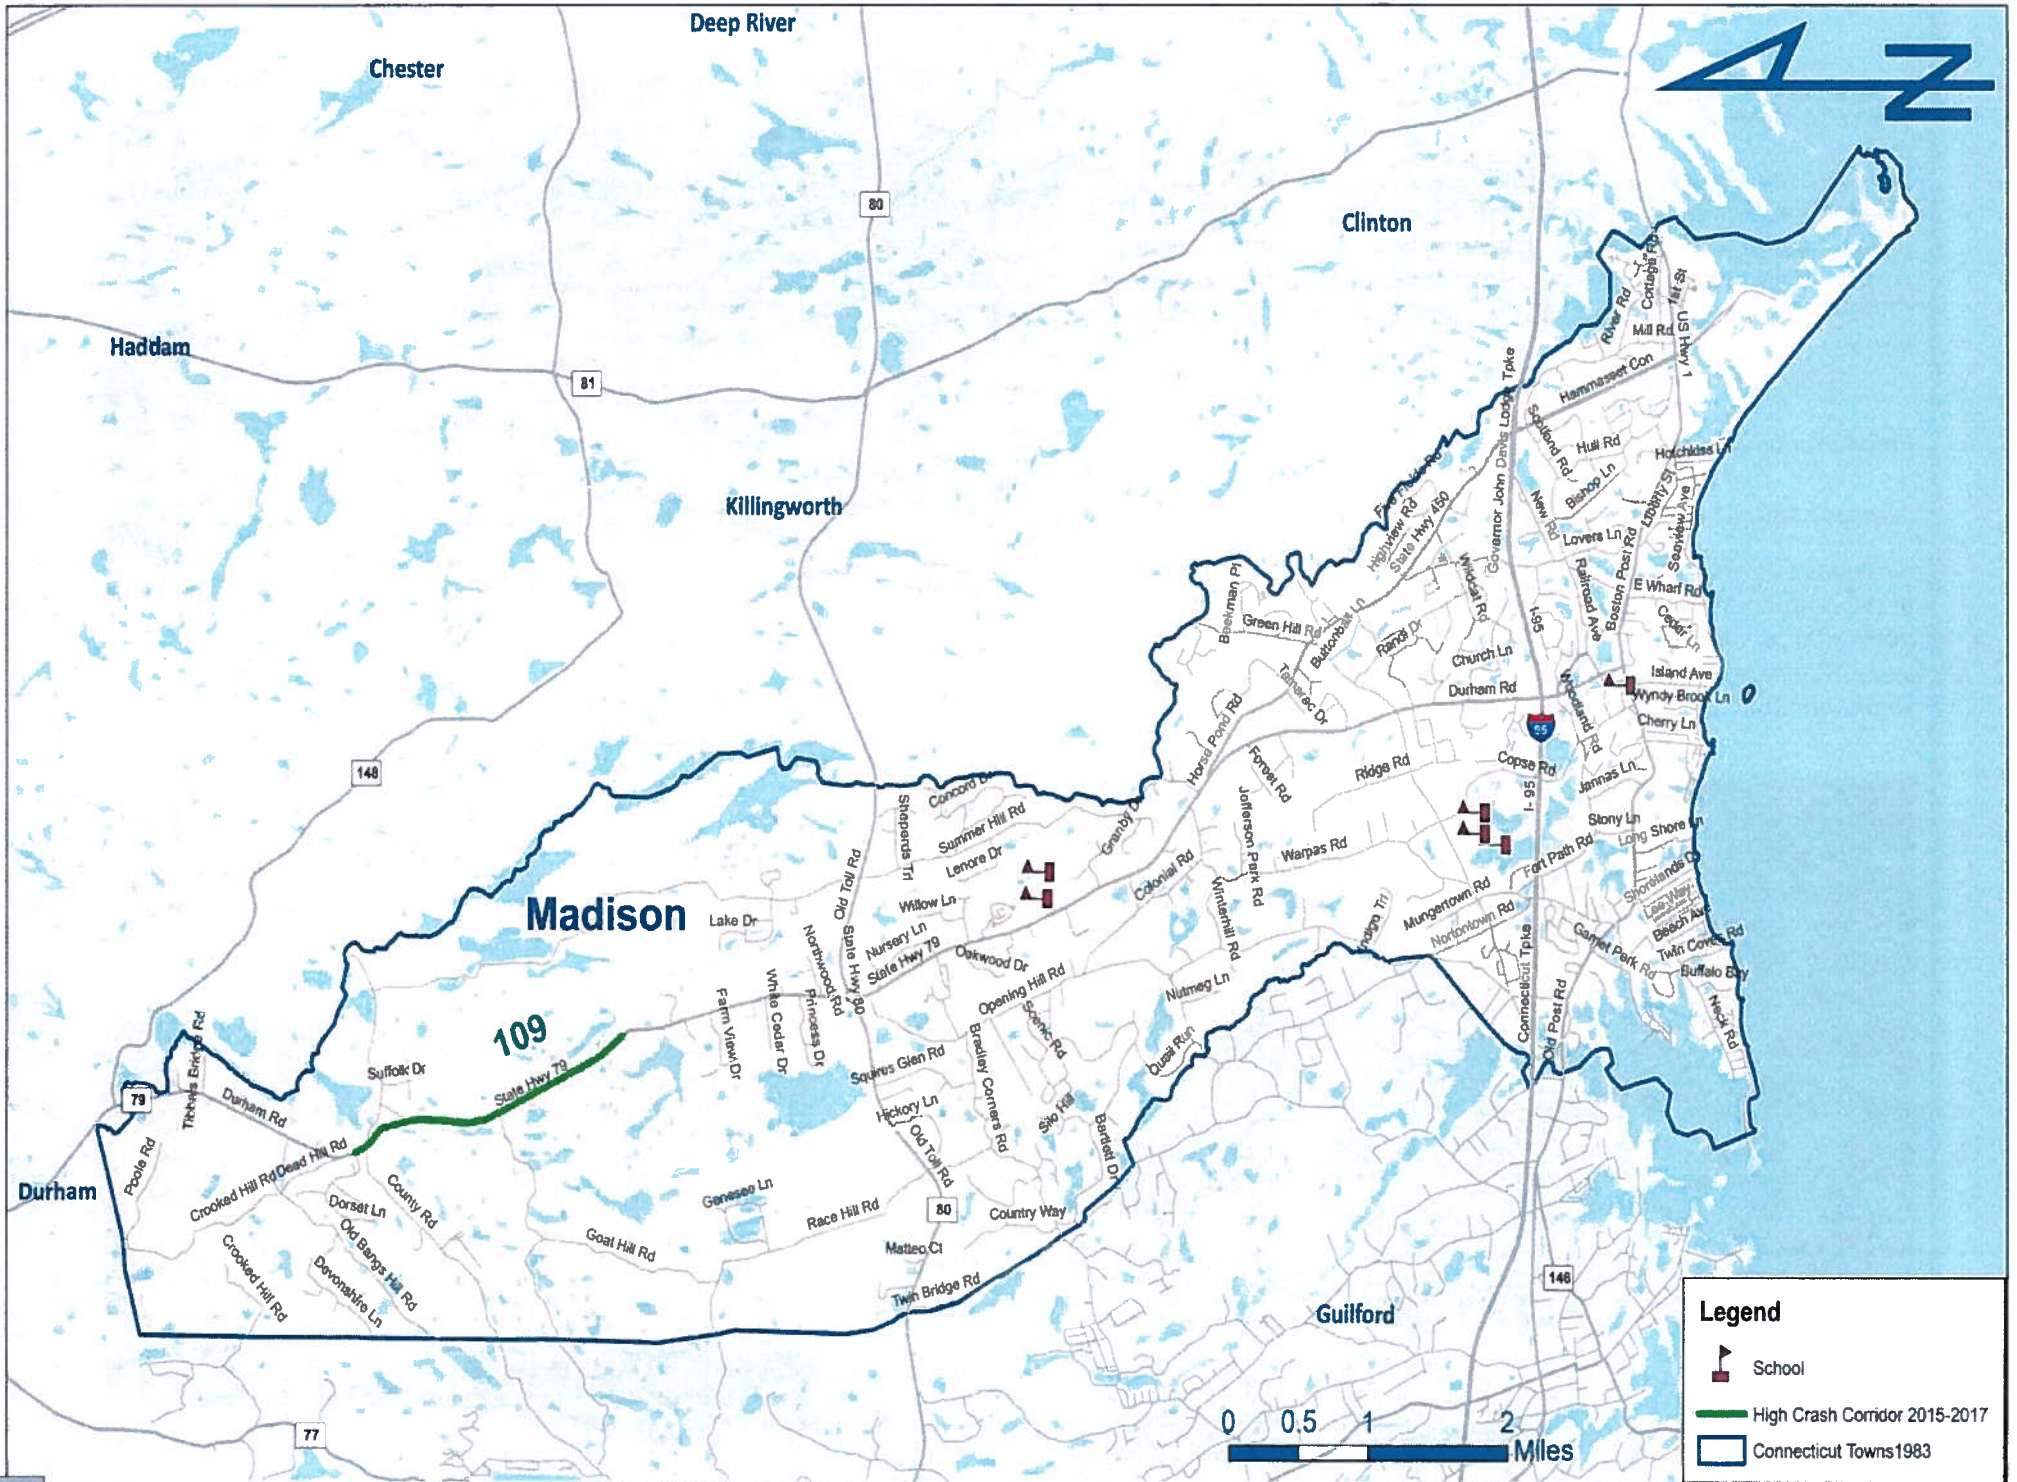 Deep River
Chester
Z
80
Clinton
Haddam
81
Killingworth
148
Cottage Rd
1st St
River Rd
Mill Rd
US Hwy 1
Hammasset Con
Governor John Davis Lodge Tpke
Scotland Rd
Hull Rd
Hotchkiss Ln
Bishop Ln
Liberty St
Seaview Ave
New Rd
Lovers Ln
Highview Rd
State Hwy 450
Wildcat Rd
Railroad Ave
Boston Post Rd
E Wharf Rd
I-95
Beekman Pl
Green Hill Rd
Buttonball Ln
Randi Dr
Cedar Ln
Church Ln
Island Ave
Durham Rd
Tamarac Dr
Woodland Rd
Wyndy Brook Ln
Cherry Ln
Horse Pond Rd
Forest Rd
Ridge Rd
Copse Rd
Jannas Ln
I-95
Concord Dr
Summer Hill Rd
Sheperds Trl
Lenore Dr
Granby Dr
Jefferson Park Rd
Warpas Rd
Stony Ln
Long Shore Ln
Fort Path Rd
Shorelands Dr
Madison
Lake Dr
Old Toll Rd
Willow Ln
Colonial Rd
Winterhill Rd
Indigo Trl
Mungertown Rd
Nortontown Rd
Beech Ave
Twin Coves Rd
Garnet Park Rd
Buffalo Bay
Neck Rd
Northwood Rd
State Hwy 80
Nursery Ln
State Hwy 79
Oakwood Dr
Opening Hill Rd
Nutmeg Ln
Connecticut Tpke
Old Post Rd
Farm View Dr
White Cedar Dr
Princess Dr
109
State Hwy 79
Suffolk Dr
Scenic Rd
Quail Run
Squires Glen Rd
Bradley Corners Rd
Hickory Ln
Silo Hill
Bartlett Dr
Old Toll Rd
79
Durham Rd
Poole Rd
Dead Hill Rd
Crooked Hill Rd
Durham
County Rd
Dorset Ln
Old Bangs Hill Rd
Crooked Hill Rd
Devonshire Ln
Goat Hill Rd
Genesee Ln
Race Hill Rd
80
Country Way
Matteo Ct
Twin Bridge Rd
146
Guilford
77
0 0.5 1 2
Miles
Legend
School
High Crash Corridor 2015-2017
Connecticut Towns1983